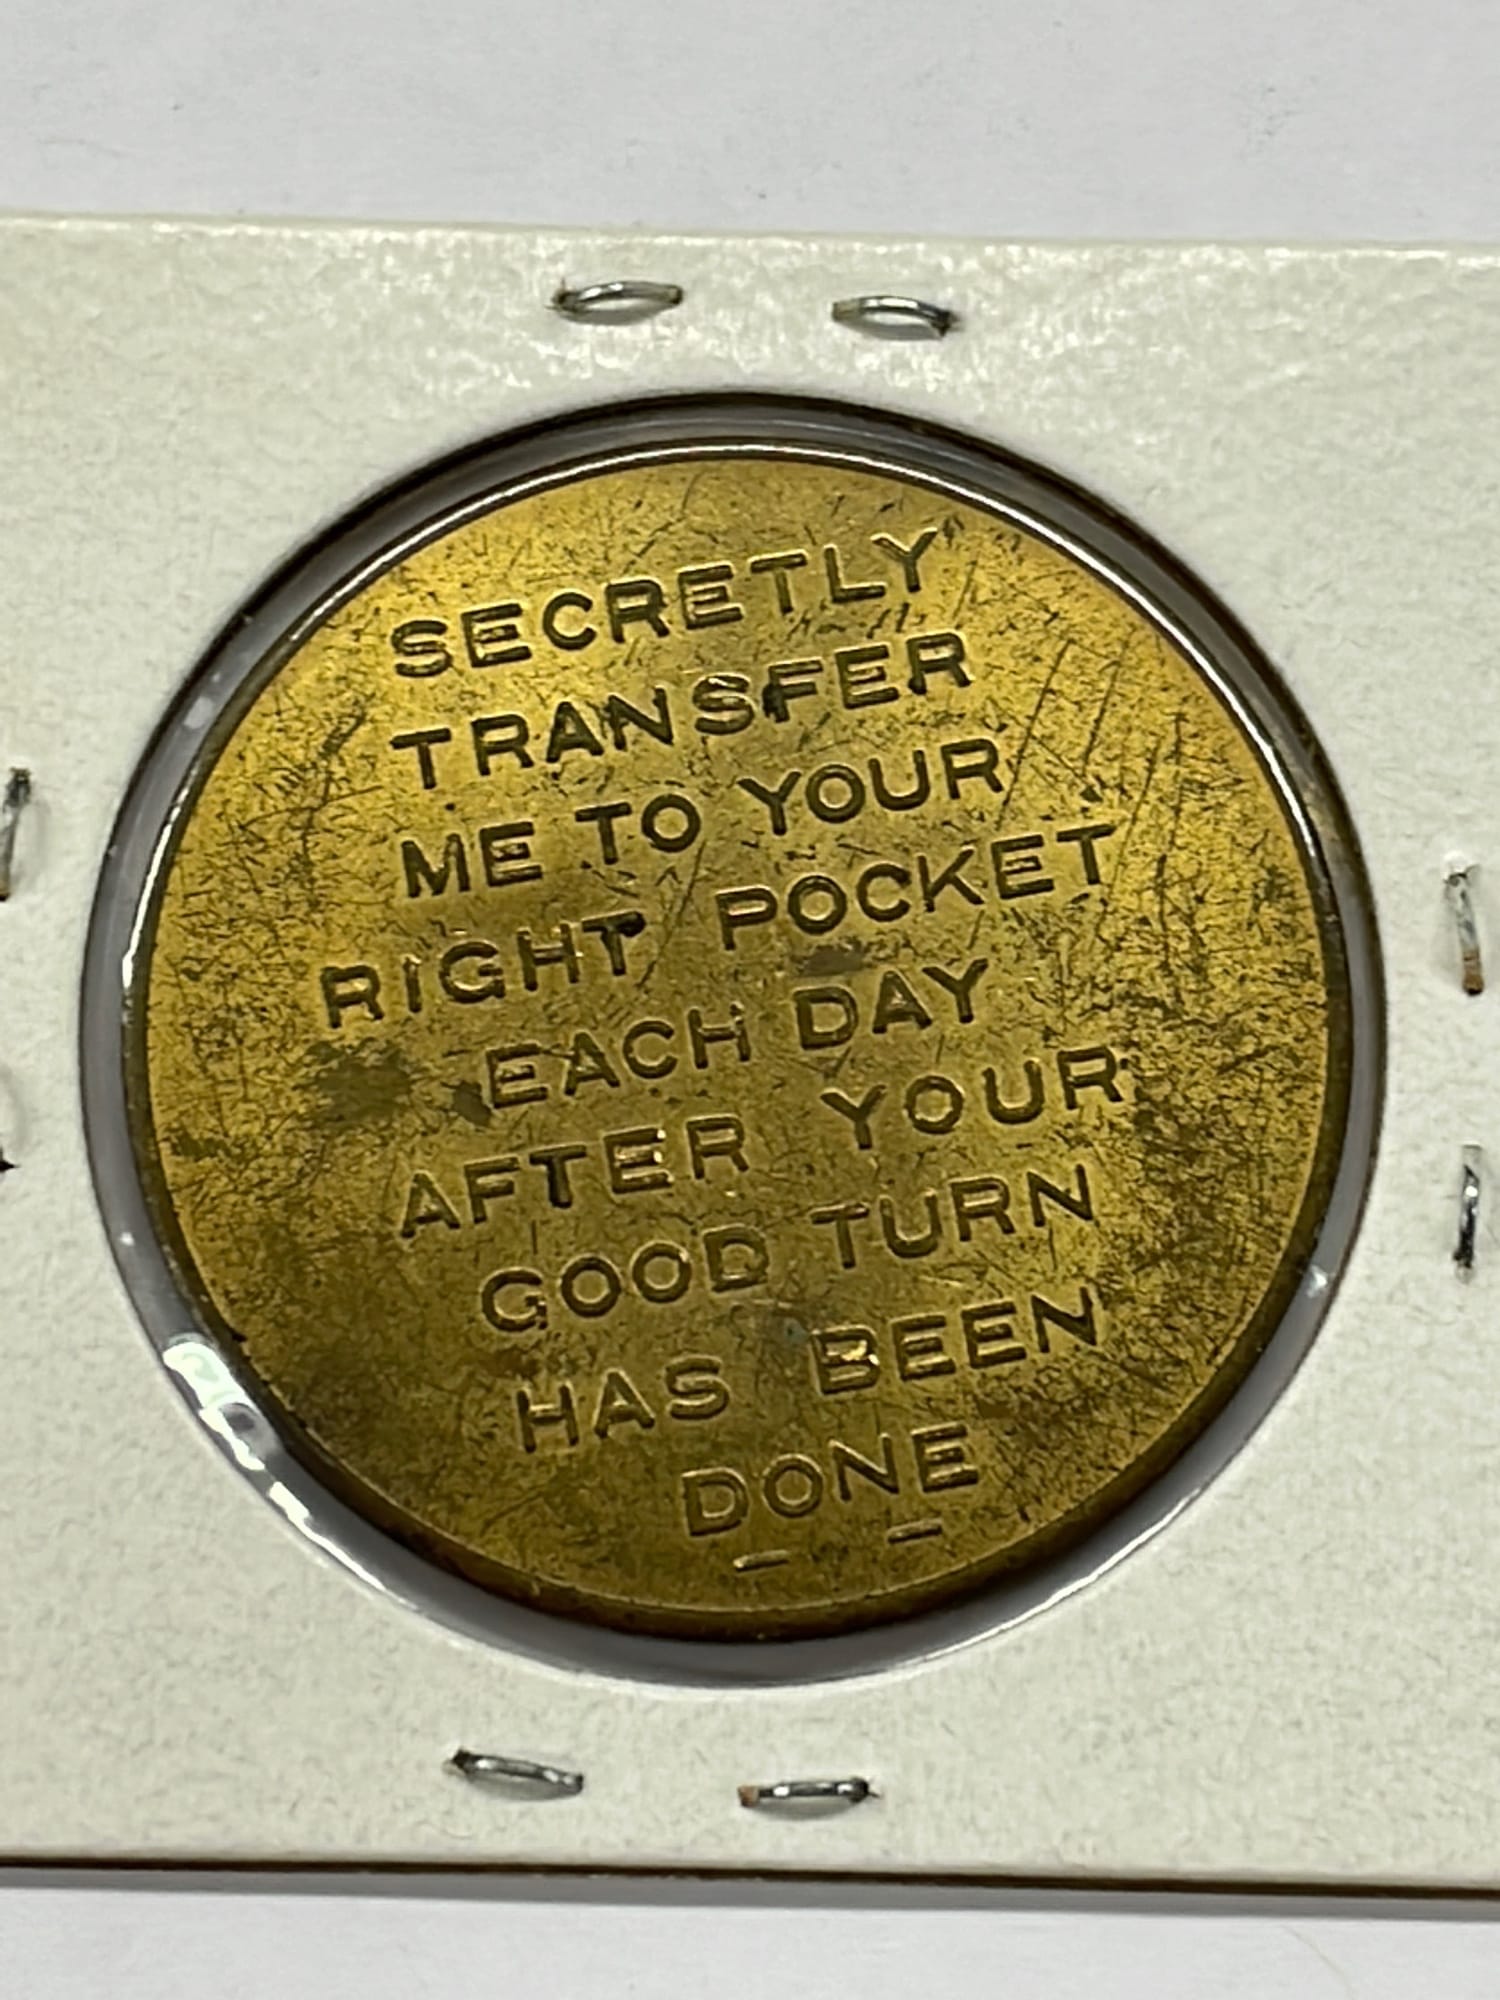 SECRETLY
TRANSFER
ME TO YOUR
RIGHT POCKET
EACH DAY
AFTER YOUR
GOOD TURN
HAS BEEN
DONE